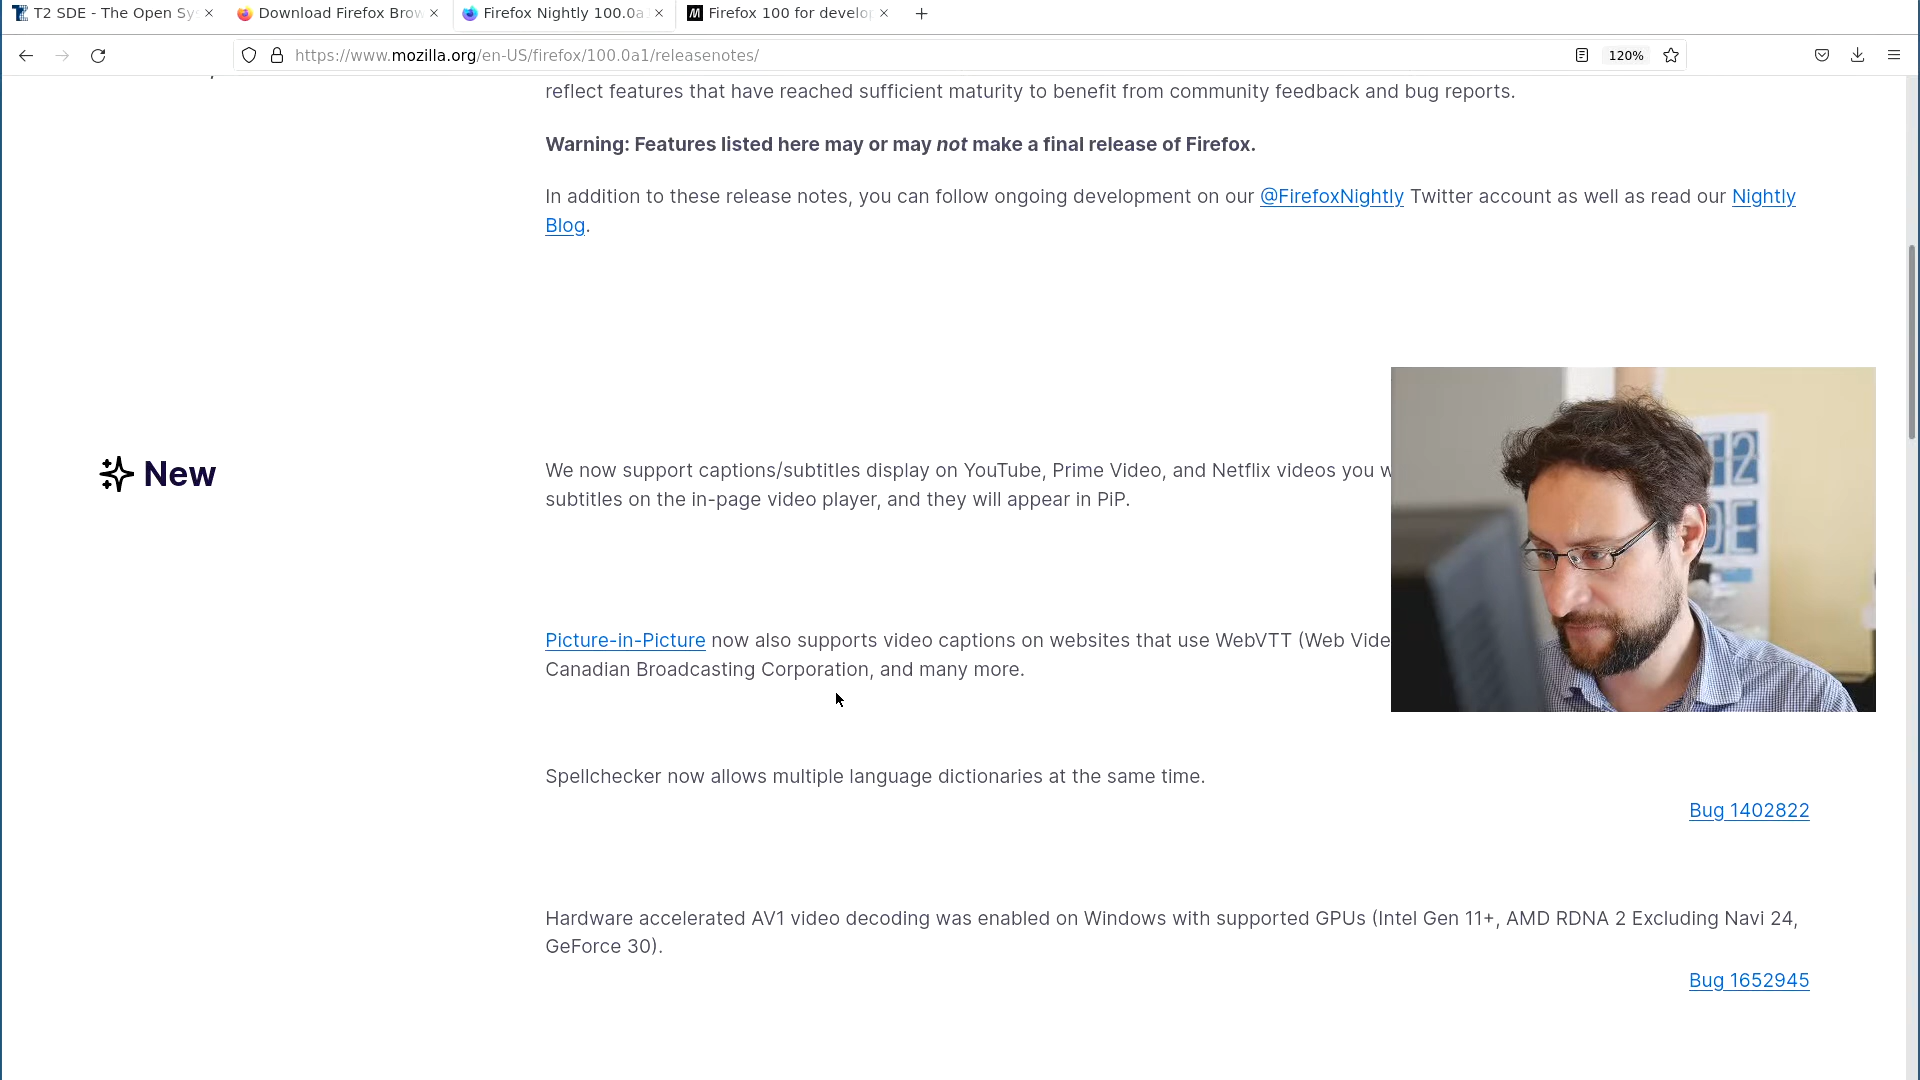 T2 SDE - The Open Sy
Download Firefox Brow
Firefox Nightly 100.0a
Firefox 100 for develo
https://www.mozilla.org/en-US/firefox/100.0a1/releasenotes/
120%
reflect features that have reached sufficient maturity to benefit from community feedback and bug reports.
Warning: Features listed here may or may not make a final release of Firefox.
In addition to these release notes, you can follow ongoing development on our @FirefoxNightly Twitter account as well as read our Nightly
Blog.
New
We now support captions/subtitles display on YouTube, Prime Video, and Netflix videos you w
subtitles on the in-page video player, and they will appear in PiP.
T2
DE
Picture-in-Picture now also supports video captions on websites that use WebVTT (Web Vide
Canadian Broadcasting Corporation, and many more.
Spellchecker now allows multiple language dictionaries at the same time.
Bug 1402822
Hardware accelerated AV1 video decoding was enabled on Windows with supported GPUs (Intel Gen 11+, AMD RDNA 2 Excluding Navi 24,
GeForce 30).
Bug 1652945